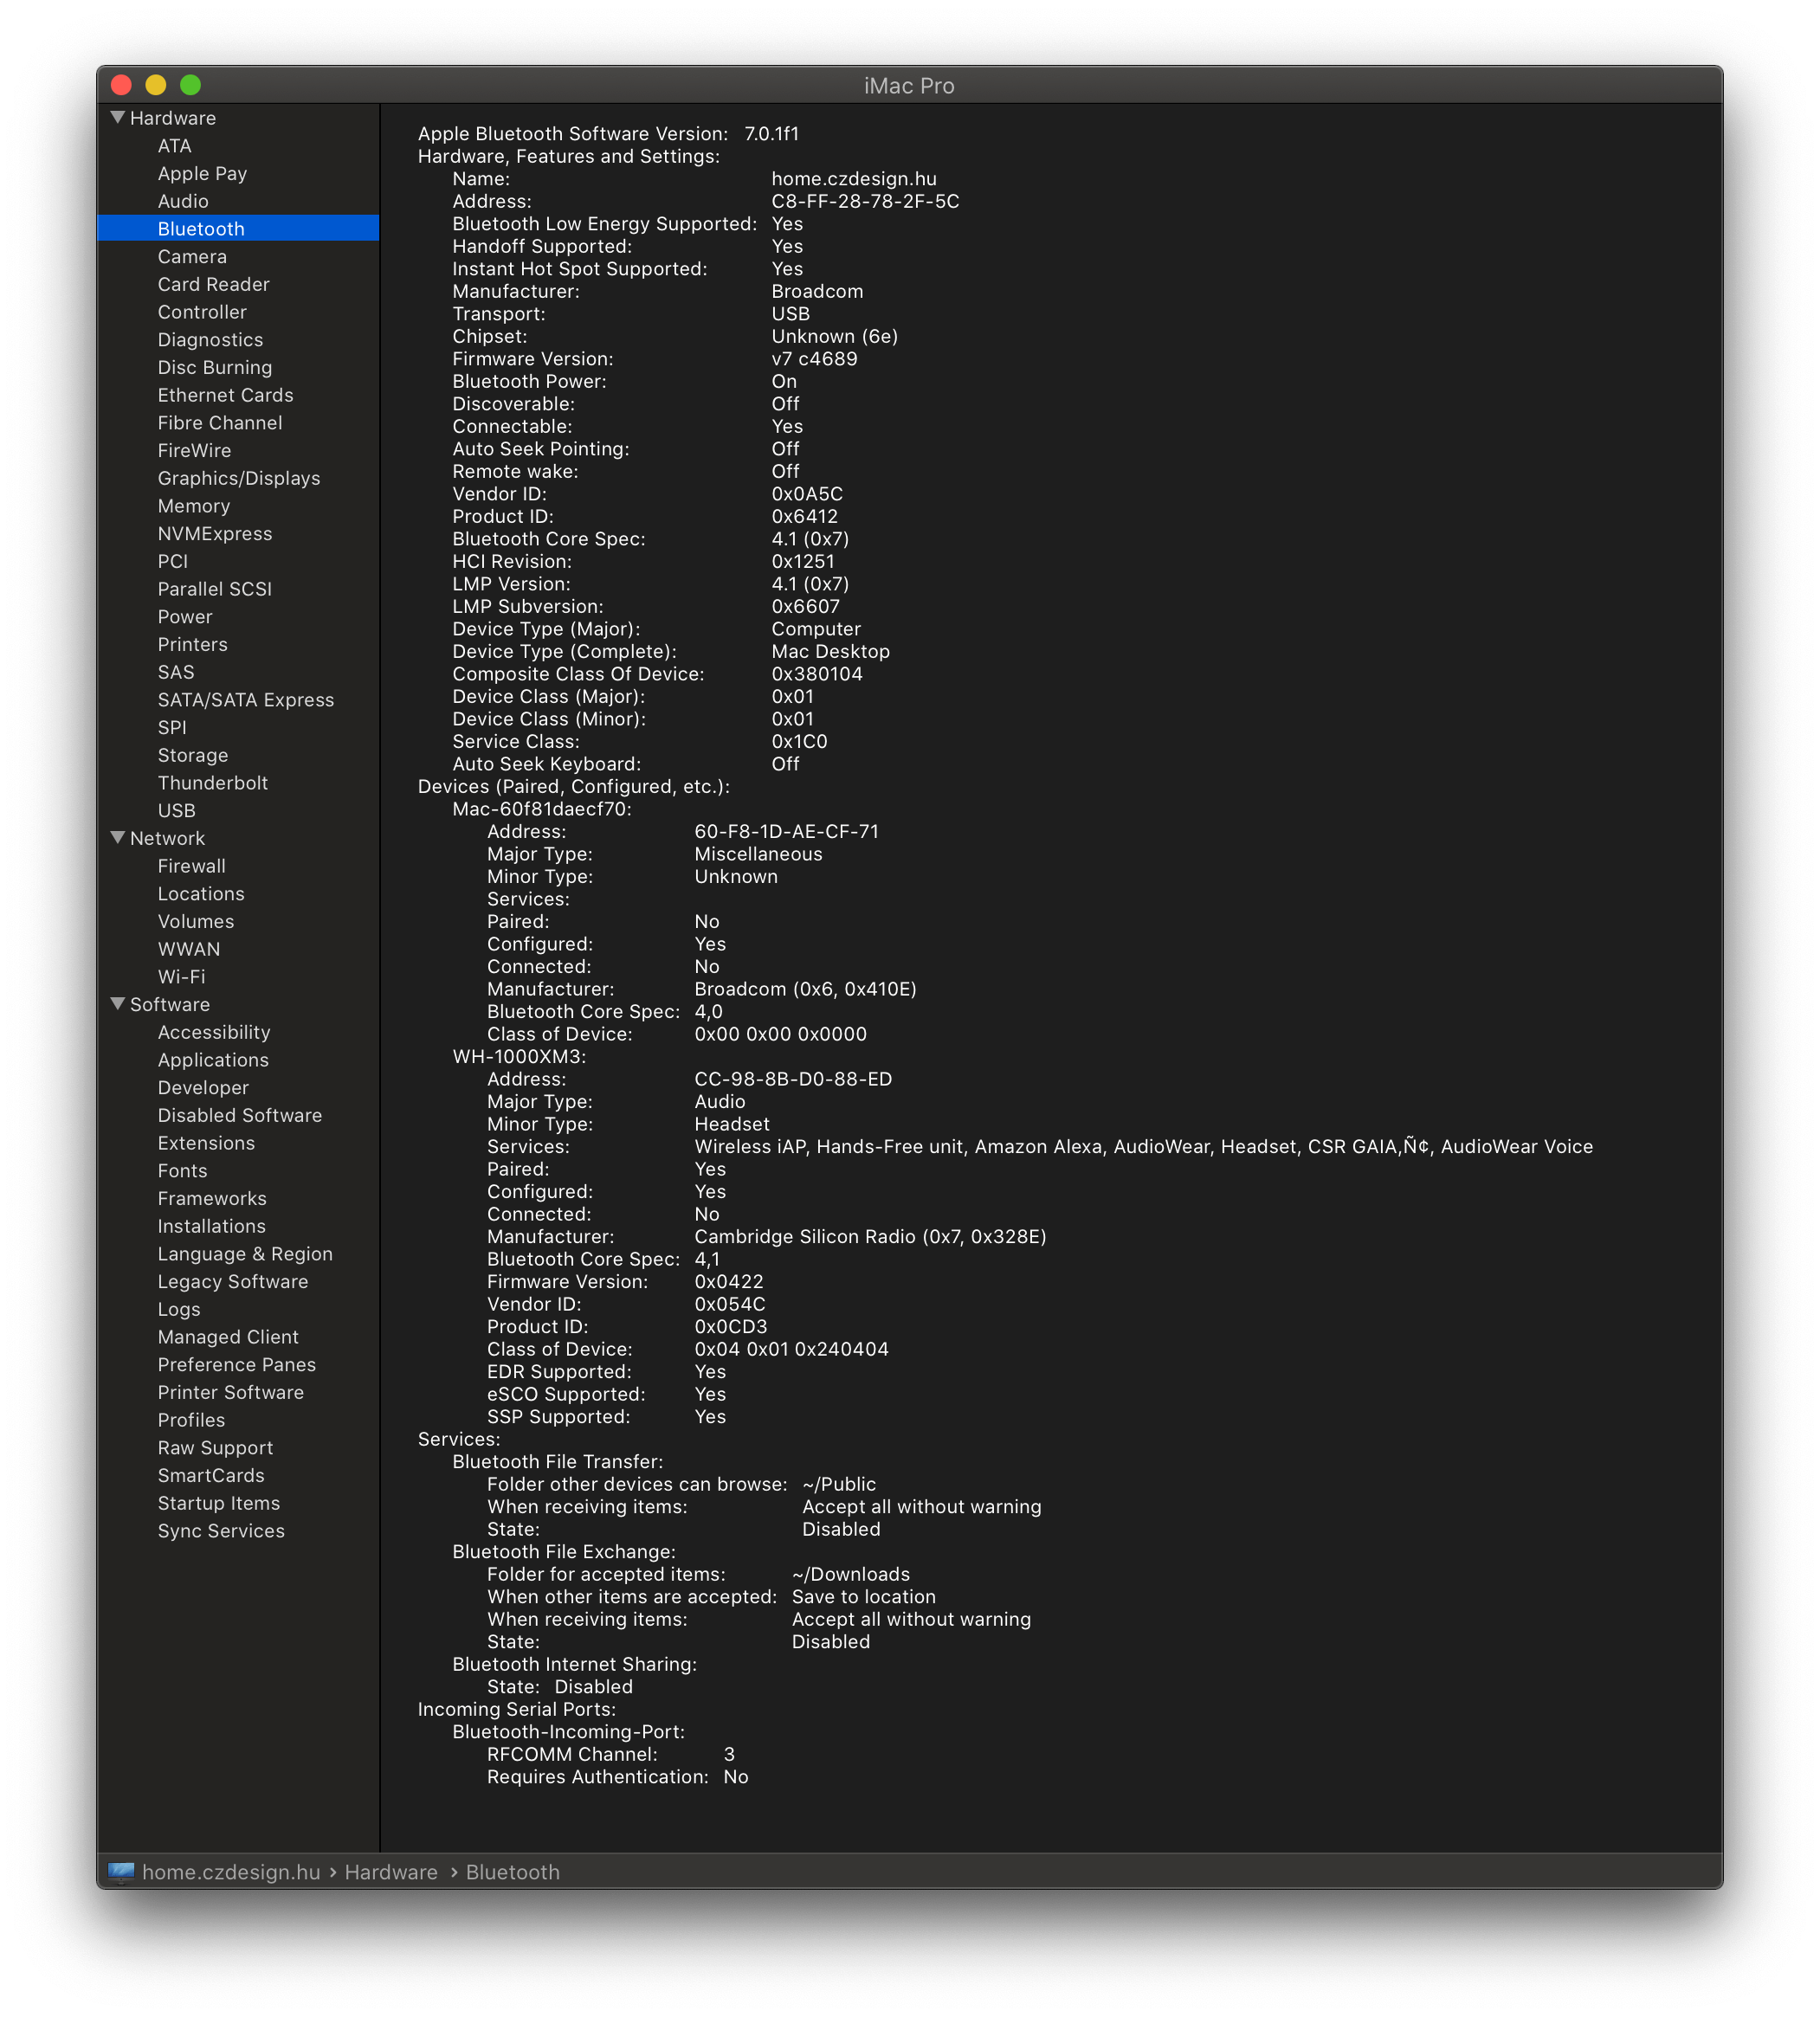 iMac Pro
Hardware
ATA
Apple Pay
Audio
Bluetooth
Camera
Card Reader
Controller
Diagnostics
Disc Burning
Ethernet Cards
Fibre Channel
FireWire
Graphics/Displays
Memory
NVMExpress
PCI
Parallel SCSI
Power
Printers
SAS
SATA/SATA Express
SPI
Storage
Thunderbolt
USB
Network
Firewall
Locations
Volumes
WWAN
Wi-Fi
Software
Accessibility
Applications
Developer
Disabled Software
Extensions
Fonts
Frameworks
Installations
Language & Region
Legacy Software
Logs
Managed Client
Preference Panes
Printer Software
Profiles
Raw Support
SmartCards
Startup Items
Sync Services
Apple Bluetooth Software Version: 7.0.1f1
Hardware, Features and Settings:
Name: home.czdesign.hu
Address: C8-FF-28-78-2F-5C
Bluetooth Low Energy Supported: Yes
Handoff Supported: Yes
Instant Hot Spot Supported: Yes
Manufacturer: Broadcom
Transport: USB
Chipset: Unknown (6e)
Firmware Version: v7 c4689
Bluetooth Power: On
Discoverable: Off
Connectable: Yes
Auto Seek Pointing: Off
Remote wake: Off
Vendor ID: 0x0A5C
Product ID: 0x6412
Bluetooth Core Spec: 4.1 (0x7)
HCI Revision: 0x1251
LMP Version: 4.1 (0x7)
LMP Subversion: 0x6607
Device Type (Major): Computer
Device Type (Complete): Mac Desktop
Composite Class Of Device: 0x380104
Device Class (Major): 0x01
Device Class (Minor): 0x01
Service Class: 0x1C0
Auto Seek Keyboard: Off
Devices (Paired, Configured, etc.):
Mac-60f81daecf70:
Address: 60-F8-1D-AE-CF-71
Major Type: Miscellaneous
Minor Type: Unknown
Services:
Paired: No
Configured: Yes
Connected: No
Manufacturer: Broadcom (0x6, 0x410E)
Bluetooth Core Spec: 4,0
Class of Device: 0x00 0x00 0x0000
WH-1000XM3:
Address: CC-98-8B-D0-88-ED
Major Type: Audio
Minor Type: Headset
Services: Wireless iAP, Hands-Free unit, Amazon Alexa, AudioWear, Headset, CSR GAIA‚Ñ¢, AudioWear Voice
Paired: Yes
Configured: Yes
Connected: No
Manufacturer: Cambridge Silicon Radio (0x7, 0x328E)
Bluetooth Core Spec: 4,1
Firmware Version: 0x0422
Vendor ID: 0x054C
Product ID: 0x0CD3
Class of Device: 0x04 0x01 0x240404
EDR Supported: Yes
eSCO Supported: Yes
SSP Supported: Yes
Services:
Bluetooth File Transfer:
Folder other devices can browse: ~/Public
When receiving items: Accept all without warning
State: Disabled
Bluetooth File Exchange:
Folder for accepted items: ~/Downloads
When other items are accepted: Save to location
When receiving items: Accept all without warning
State: Disabled
Bluetooth Internet Sharing:
State: Disabled
Incoming Serial Ports:
Bluetooth-Incoming-Port:
RFCOMM Channel: 3
Requires Authentication: No
home.czdesign.hu › Hardware › Bluetooth